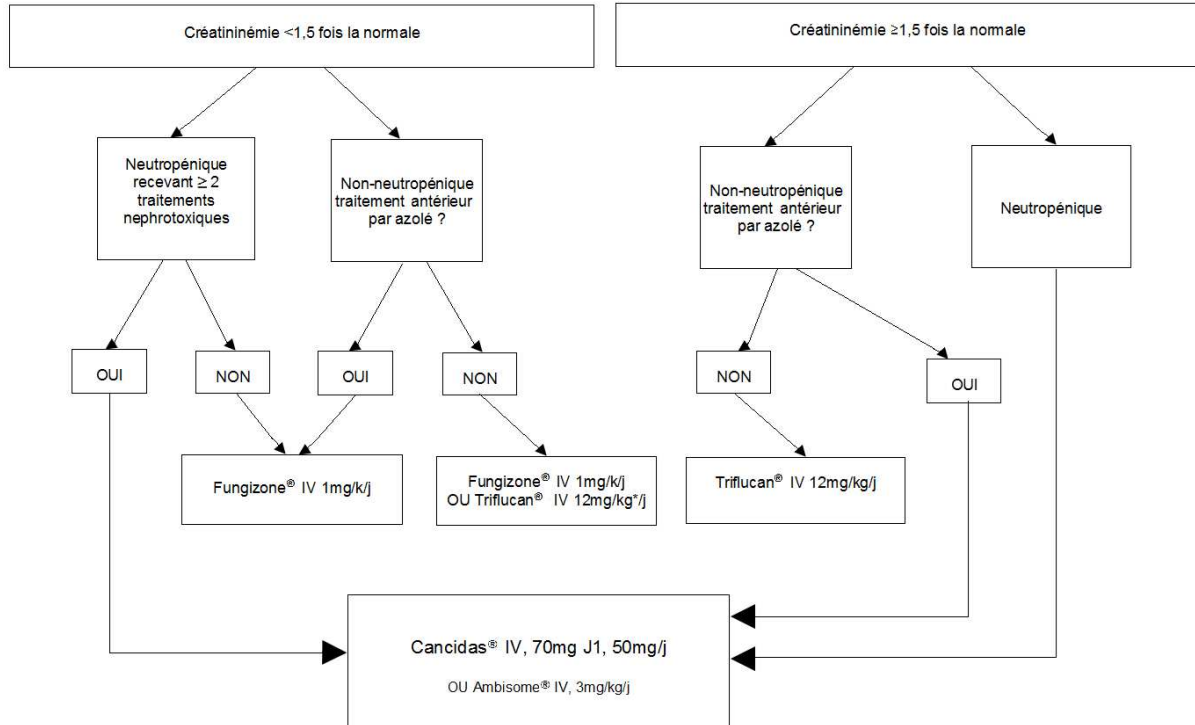 Créatininémie <1,5 fois la normale
Créatininémie ≥1,5 fois la normale
Neutropénique
recevant ≥ 2
traitements
nephrotoxiques
Non-neutropénique
traitement antérieur
par azolé ?
Non-neutropénique
traitement antérieur
par azolé ?
Neutropénique
OUI
NON
OUI
NON
NON
OUI
Fungizone® IV 1mg/k/j
Fungizone® IV 1mg/k/j
OU Triflucan® IV 12mg/kg*/j
Triflucan® IV 12mg/kg/j
Cancidas® IV, 70mg J1, 50mg/j
OU Ambisome® IV, 3mg/kg/j